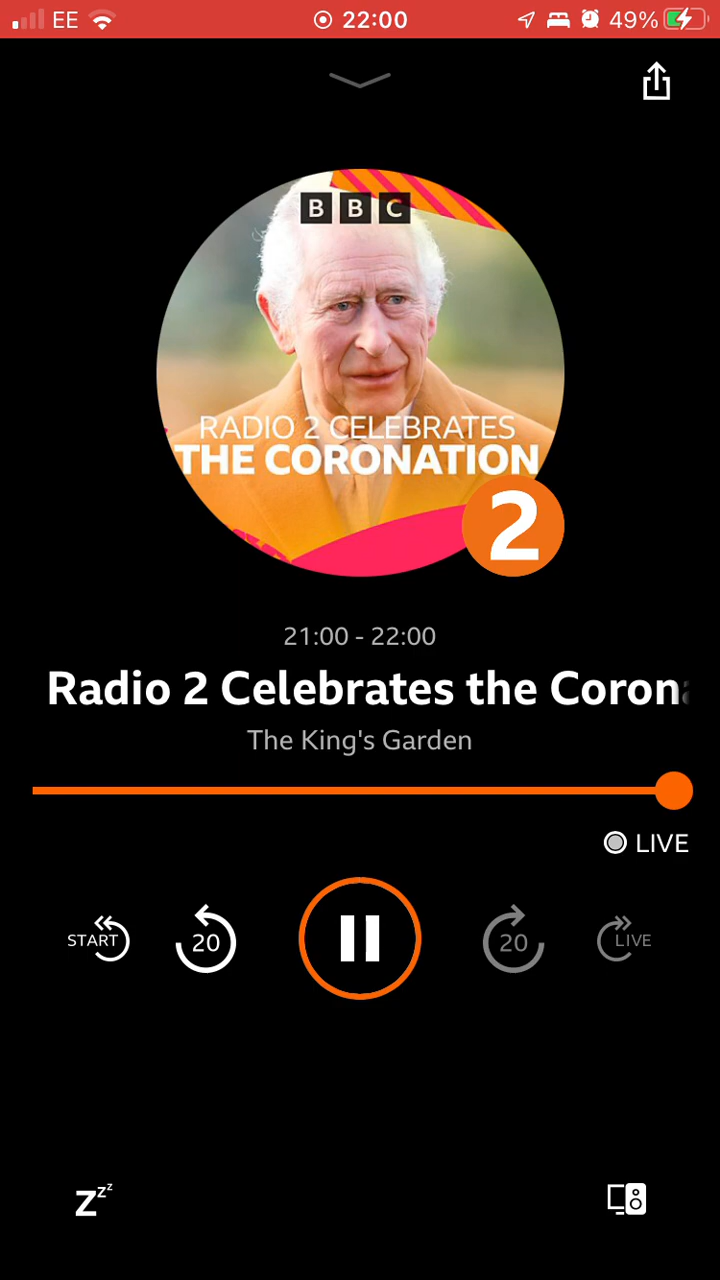 EE 22:00 49%
BBC
RADIO 2 CELEBRATES
THE CORONATION
2
21:00 - 22:00
Radio 2 Celebrates the Coron
The King's Garden
LIVE
START 20 20 LIVE
Zzz